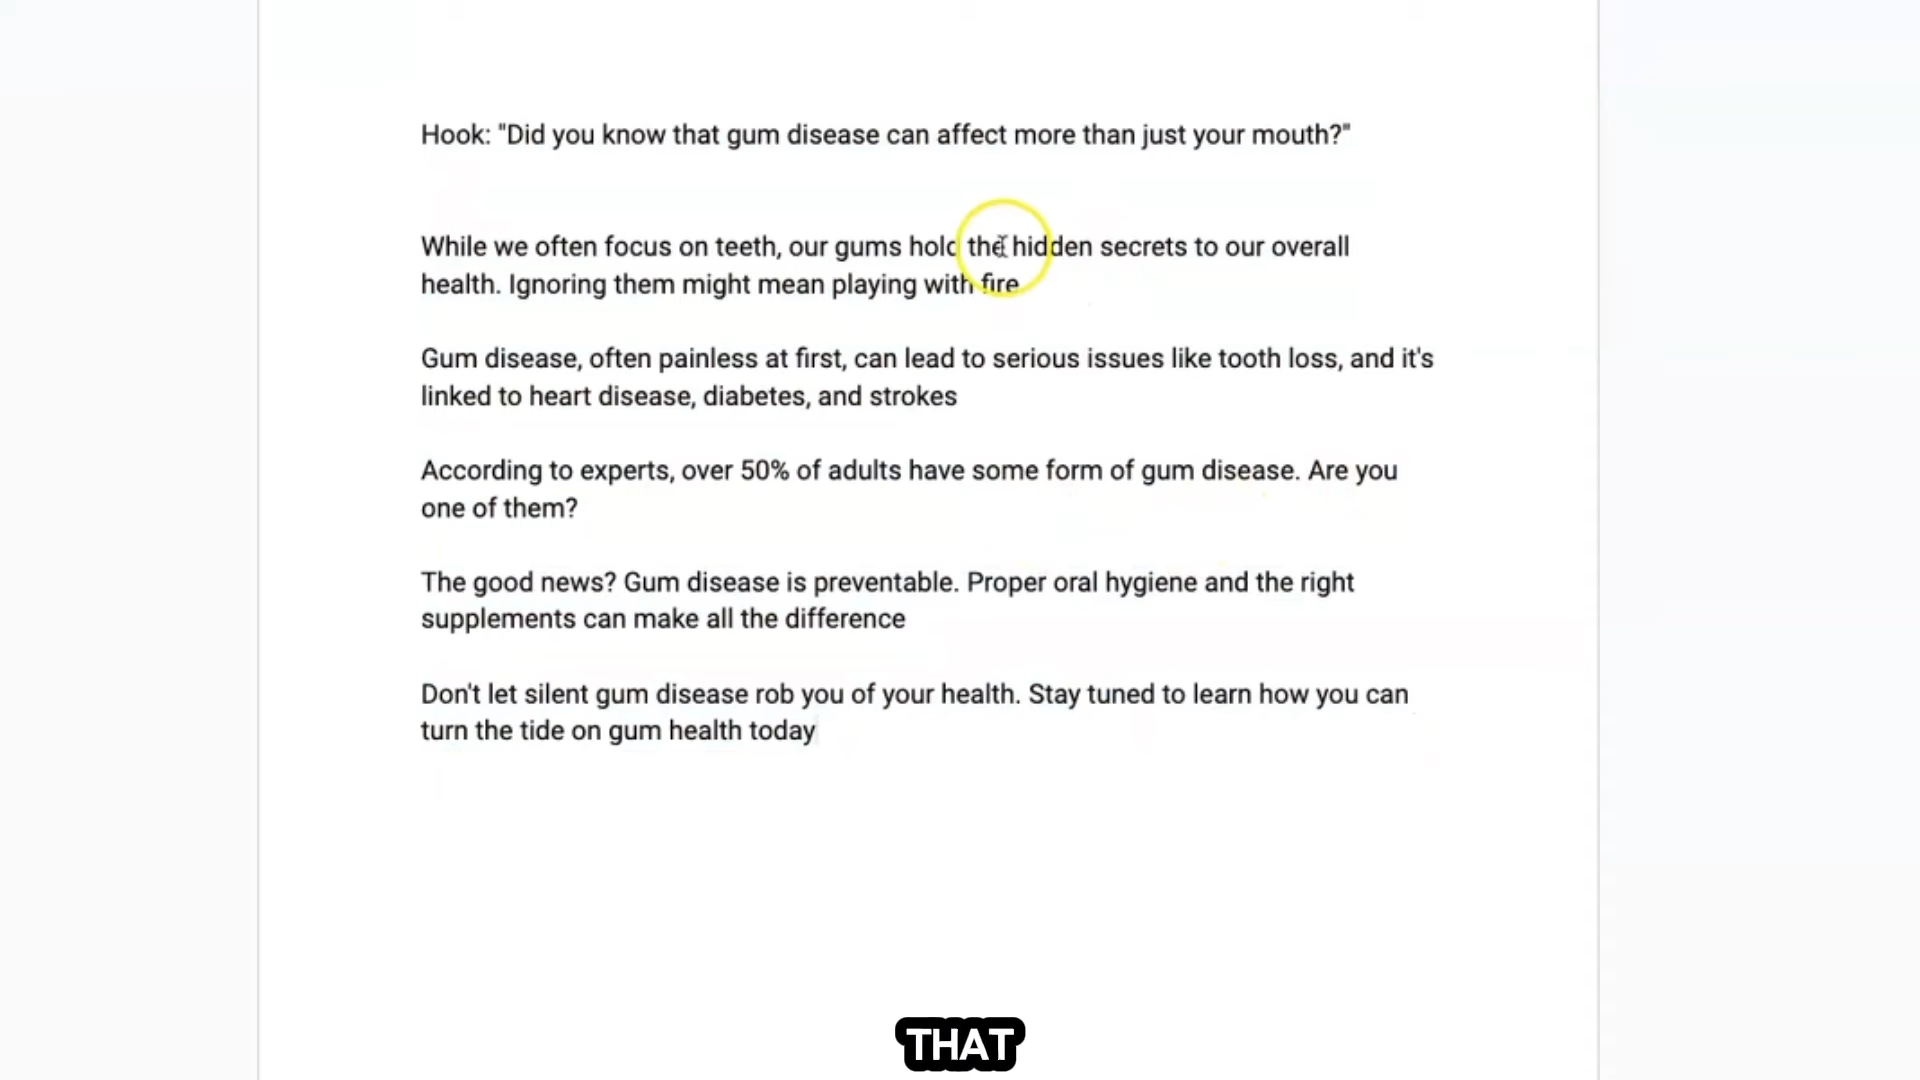 Hook: "Did you know that gum disease can affect more than just your mouth?"
While we often focus on teeth, our gums hold the hidden secrets to our overall
health. Ignoring them might mean playing with fire
Gum disease, often painless at first, can lead to serious issues like tooth loss, and it's
linked to heart disease, diabetes, and strokes
According to experts, over 50% of adults have some form of gum disease. Are you
one of them?
The good news? Gum disease is preventable. Proper oral hygiene and the right
supplements can make all the difference
Don't let silent gum disease rob you of your health. Stay tuned to learn how you can
turn the tide on gum health today
THAT